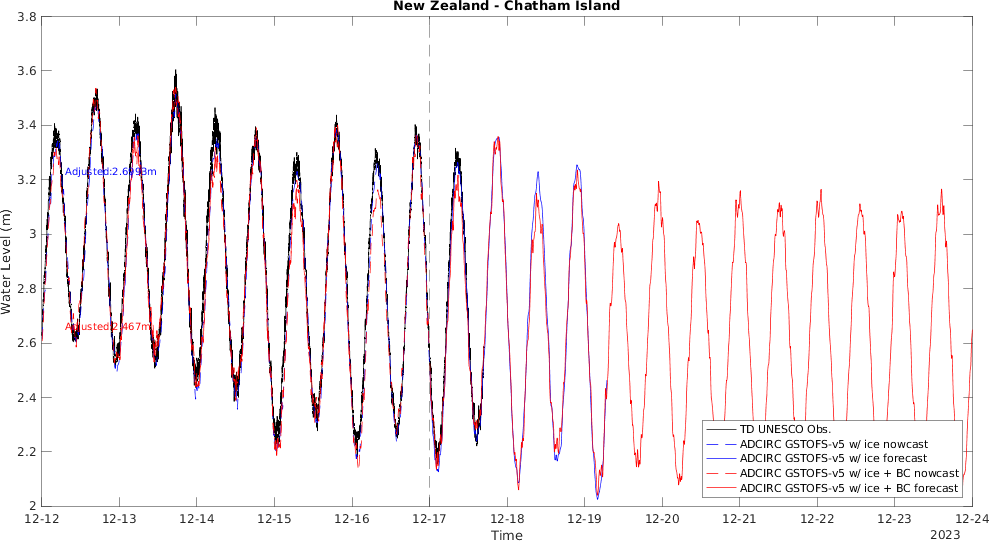 New Zealand - Chatham Island
3.8
3.6
3.4
3.2
3
2.8
2.6
2.4
2.2
2
Water Level (m)
Adjusted:2.6993m
Adjusted:2.467m
TD UNESCO Obs.
ADCIRC GSTOFS-v5 w/ ice nowcast
ADCIRC GSTOFS-v5 w/ ice forecast
ADCIRC GSTOFS-v5 w/ ice + BC nowcast
ADCIRC GSTOFS-v5 w/ ice + BC forecast
12-12 12-13 12-14 12-15 12-16 12-17 12-18 12-19 12-20 12-21 12-22 12-23 12-24
Time
2023